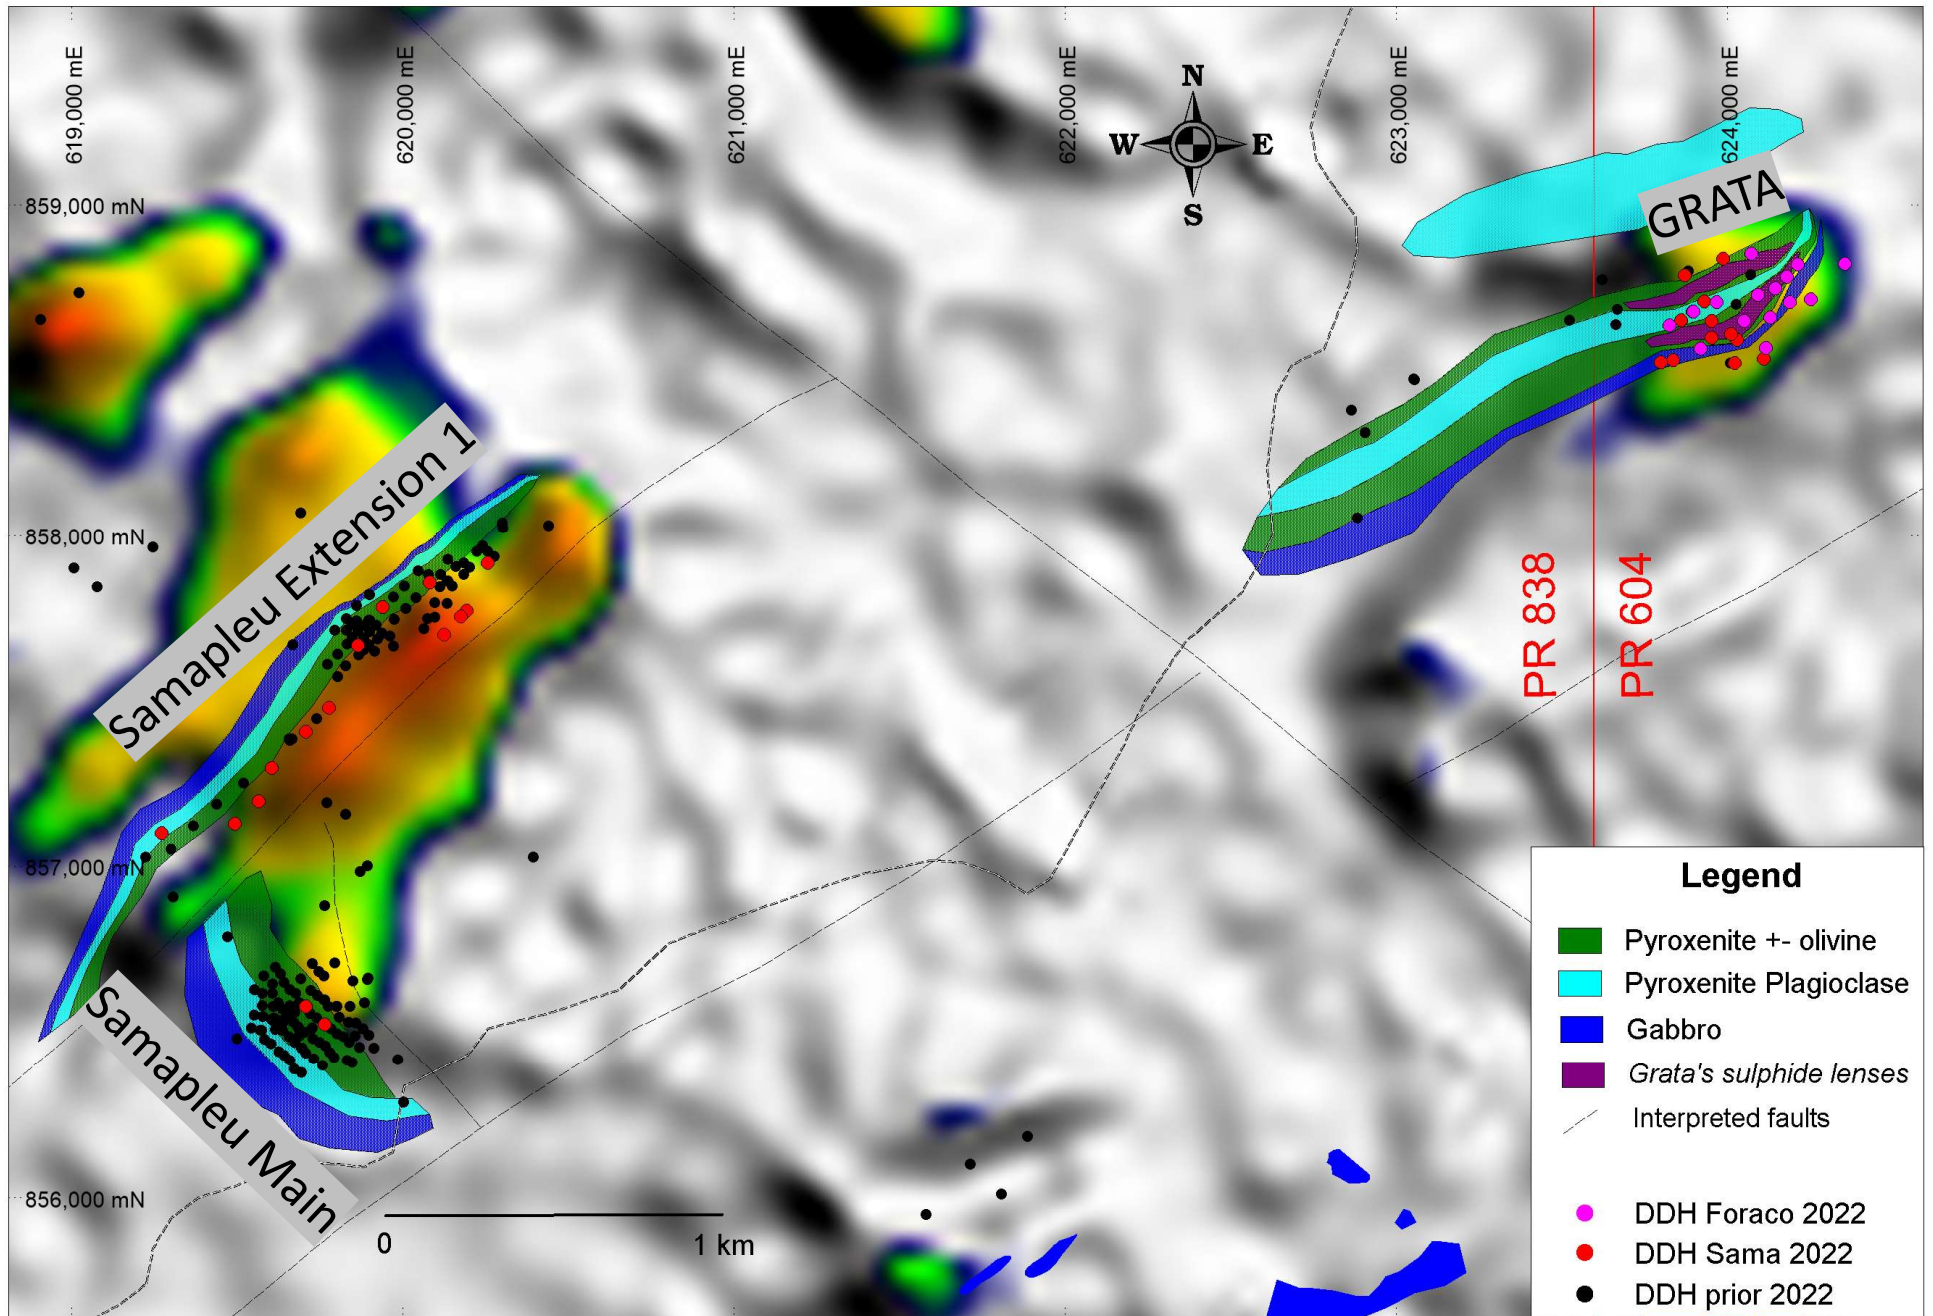 619,000 mE
620,000 mE
621,000 mE
622,000 mE
623,000 mE
624,000 mE
N
W E
S
859,000 mN
GRATA
Samapleu Extension 1
858,000 mN
PR 838
PR 604
857,000 mN
Samapleu Main
856,000 mN
0 1 km
Legend
Pyroxenite +- olivine
Pyroxenite Plagioclase
Gabbro
Grata's sulphide lenses
Interpreted faults
DDH Foraco 2022
DDH Sama 2022
DDH prior 2022